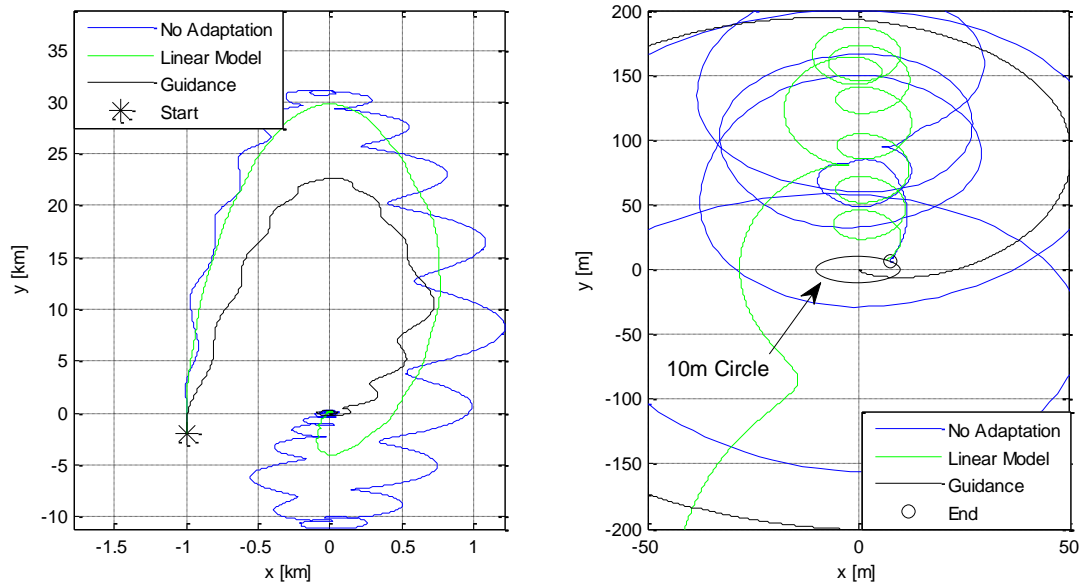 No Adaptation
Linear Model
Guidance
Start
35
30
25
20
15
10
5
0
-5
-10
-1.5
-1
-0.5
0
0.5
1
x [km]
y [km]
200
150
100
50
0
-50
-100
-150
-200
-50
0
50
x [m]
y [m]
10m Circle
No Adaptation
Linear Model
Guidance
End